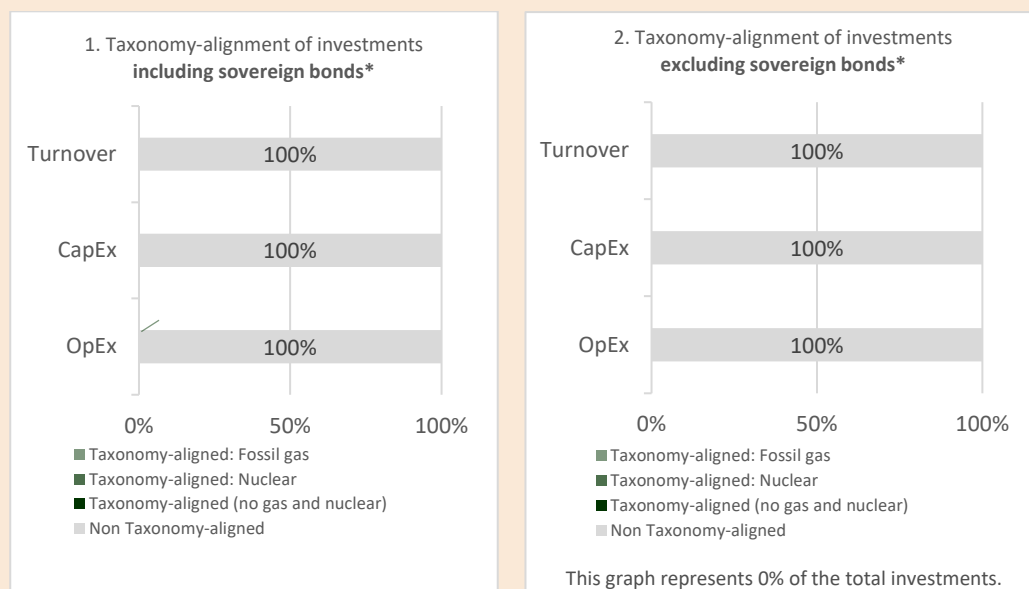 1. Taxonomy-alignment of investments
including sovereign bonds*
Turnover
100%
CapEx
100%
OpEx
100%
0%
50%
100%
Taxonomy-aligned: Fossil gas
Taxonomy-aligned: Nuclear
Taxonomy-aligned (no gas and nuclear)
Non Taxonomy-aligned
2. Taxonomy-alignment of investments
excluding sovereign bonds*
Turnover
100%
CapEx
100%
OpEx
100%
0%
50%
100%
Taxonomy-aligned: Fossil gas
Taxonomy-aligned: Nuclear
Taxonomy-aligned (no gas and nuclear)
Non Taxonomy-aligned
This graph represents 0% of the total investments.